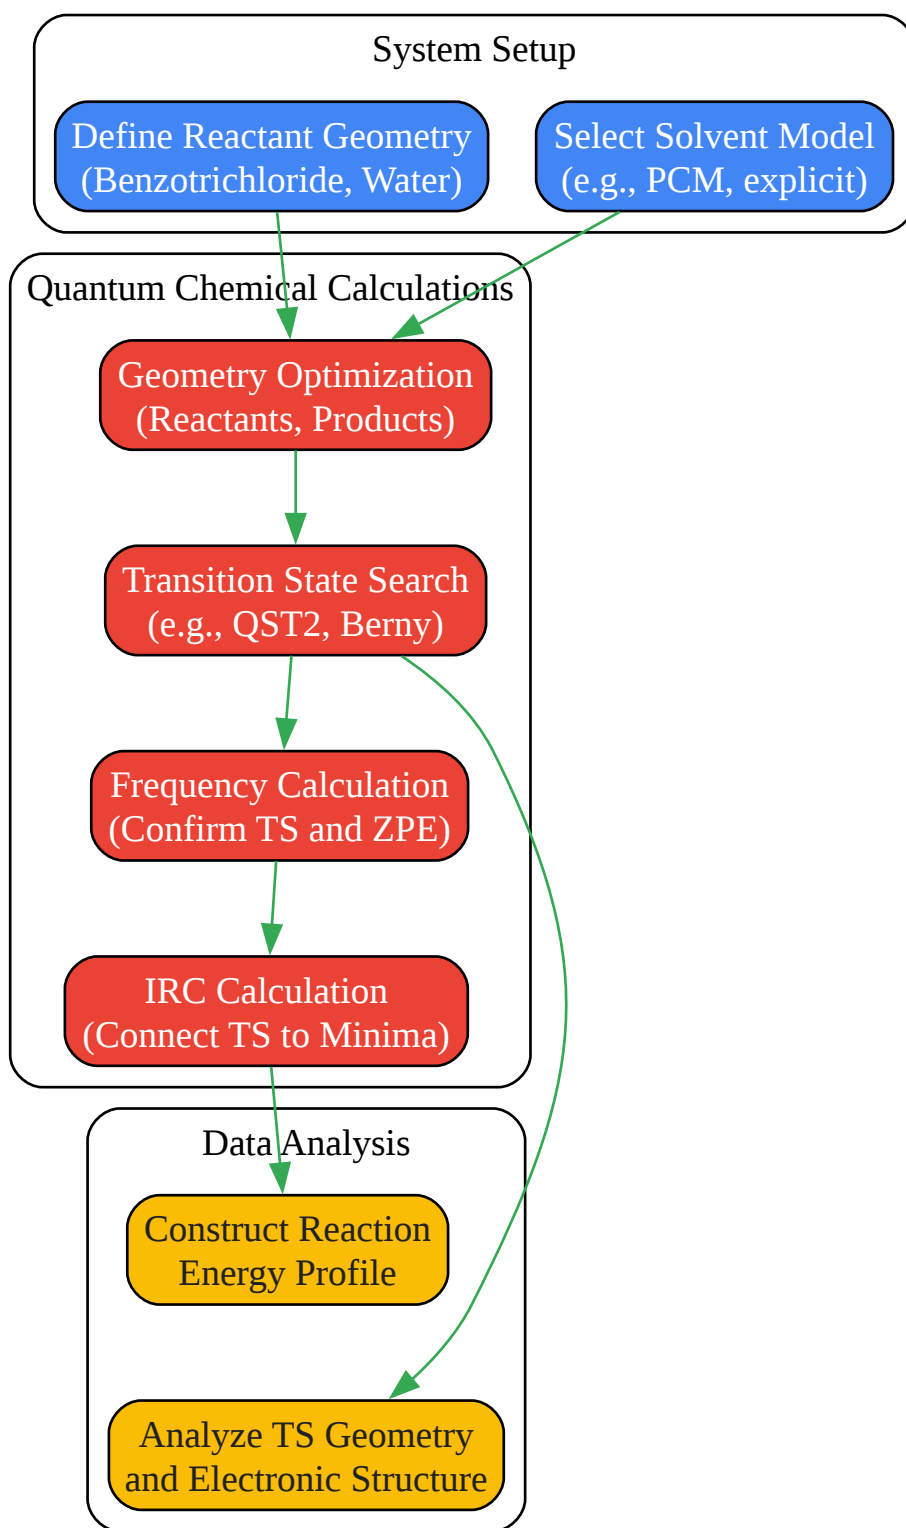 System Setup
Define Reactant Geometry
(Benzotrichloride, Water)
Select Solvent Model
(e.g., PCM, explicit)
Quantum Chemical Calculations
Geometry Optimization
(Reactants, Products)
Transition State Search
(e.g., QST2, Berny)
Frequency Calculation
(Confirm TS and ZPE)
IRC Calculation
(Connect TS to Minima)
Data Analysis
Construct Reaction
Energy Profile
Analyze TS Geometry
and Electronic Structure